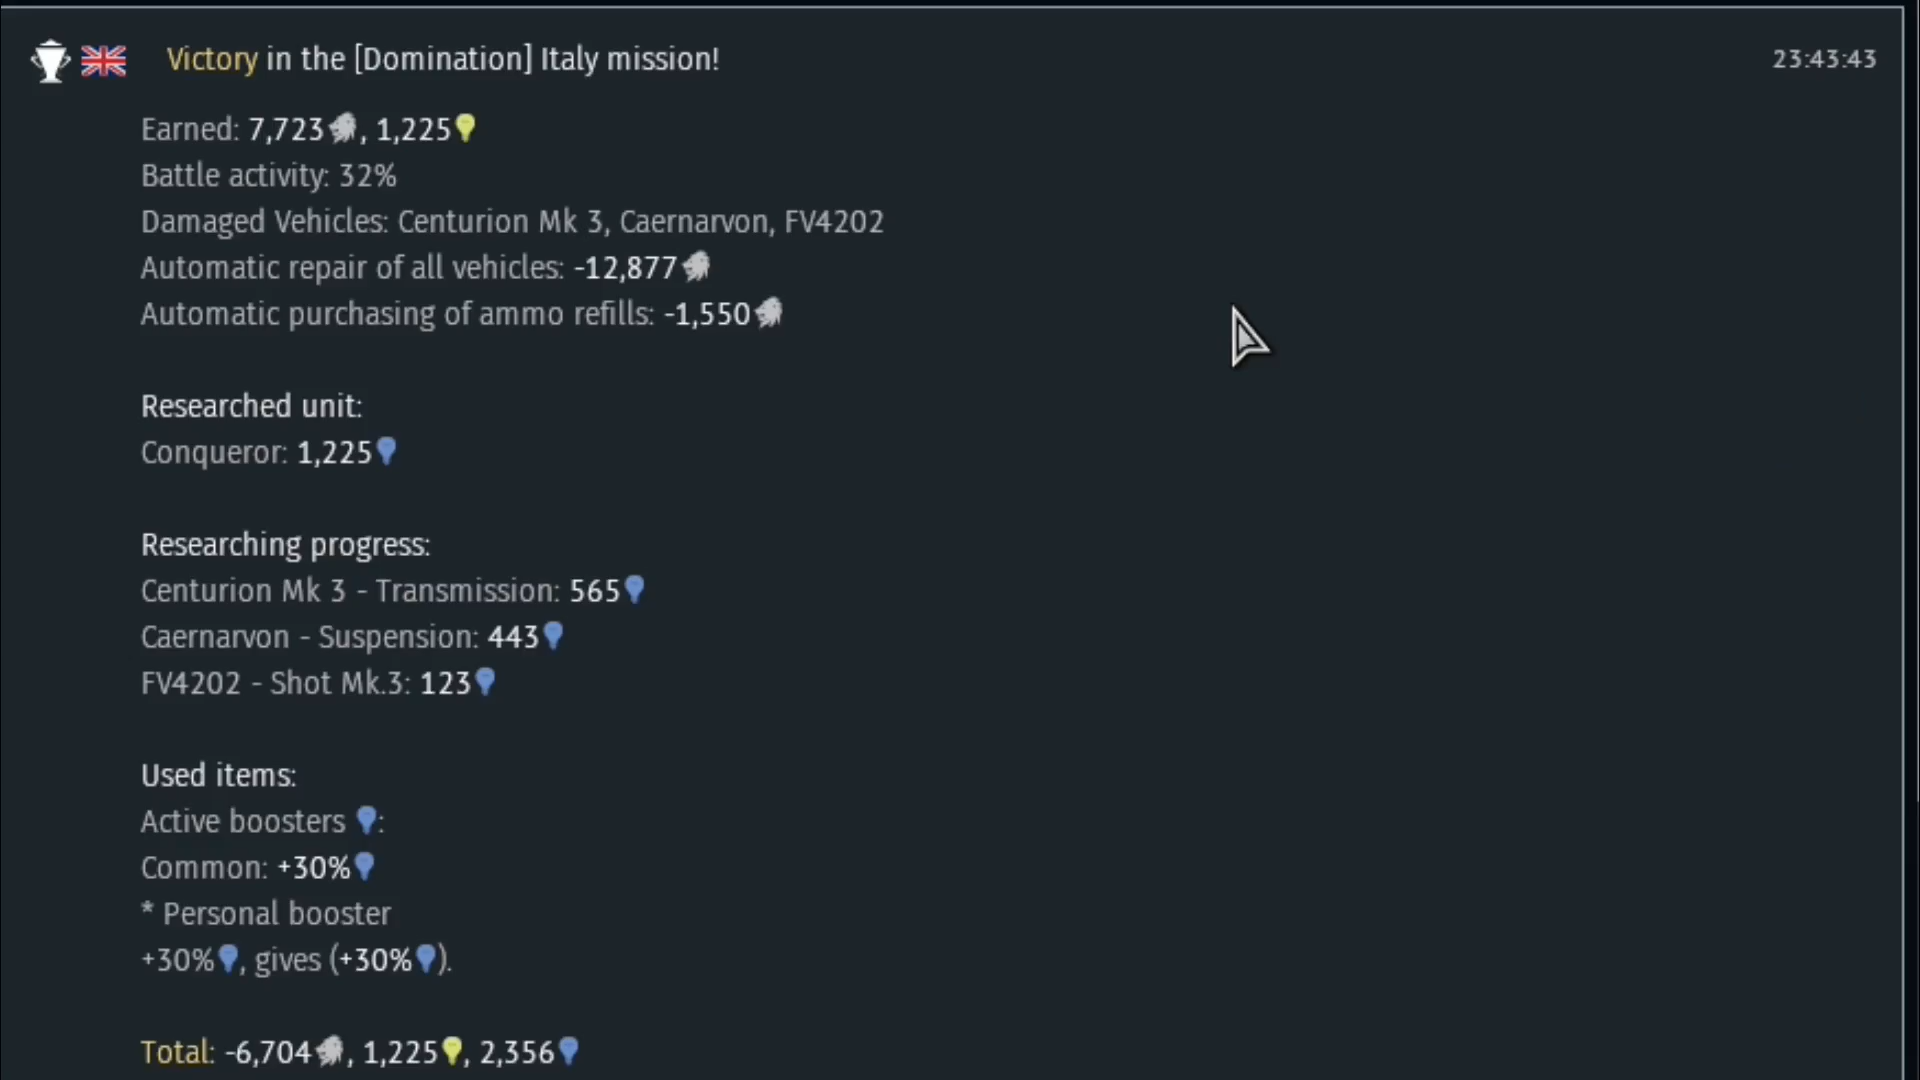 Victory in the [Domination] Italy mission! 23:43:43
Earned: 7,723, 1,225
Battle activity: 32%
Damaged Vehicles: Centurion Mk 3, Caernarvon, FV4202
Automatic repair of all vehicles: -12,877
Automatic purchasing of ammo refills: -1,550
Researched unit:
Conqueror: 1,225
Researching progress:
Centurion Mk 3 - Transmission: 565
Caernarvon - Suspension: 443
FV4202 - Shot Mk.3: 123
Used items:
Active boosters :
Common: +30%
* Personal booster
+30%, gives (+30%).
Total: -6,704, 1,225, 2,356